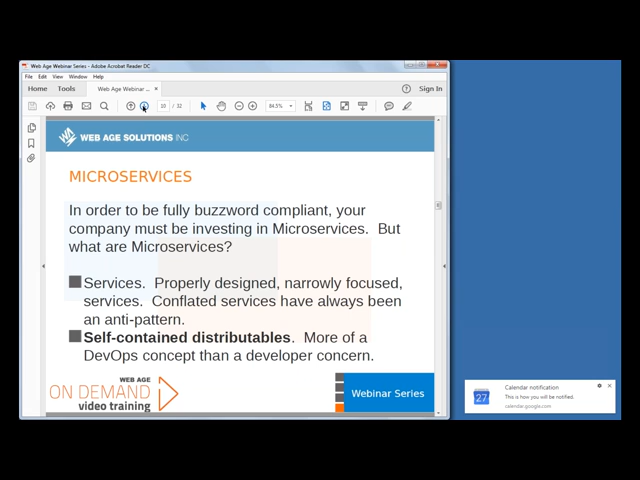 Web Age Webinar Series - Adobe Acrobat Reader DC
File Edit View Window Help
Home Tools Web Age Webinar ... × Sign In
10 / 32 84.5%
WEB AGE SOLUTIONS INC
MICROSERVICES
In order to be fully buzzword compliant, your
company must be investing in Microservices. But
what are Microservices?
Services. Properly designed, narrowly focused,
services. Conflated services have always been
an anti-pattern.
Self-contained distributables. More of a
DevOps concept than a developer concern.
WEB AGE
ON DEMAND
video training
Webinar Series
Calendar notification
27
This is how you will be notified.
calendar.google.com